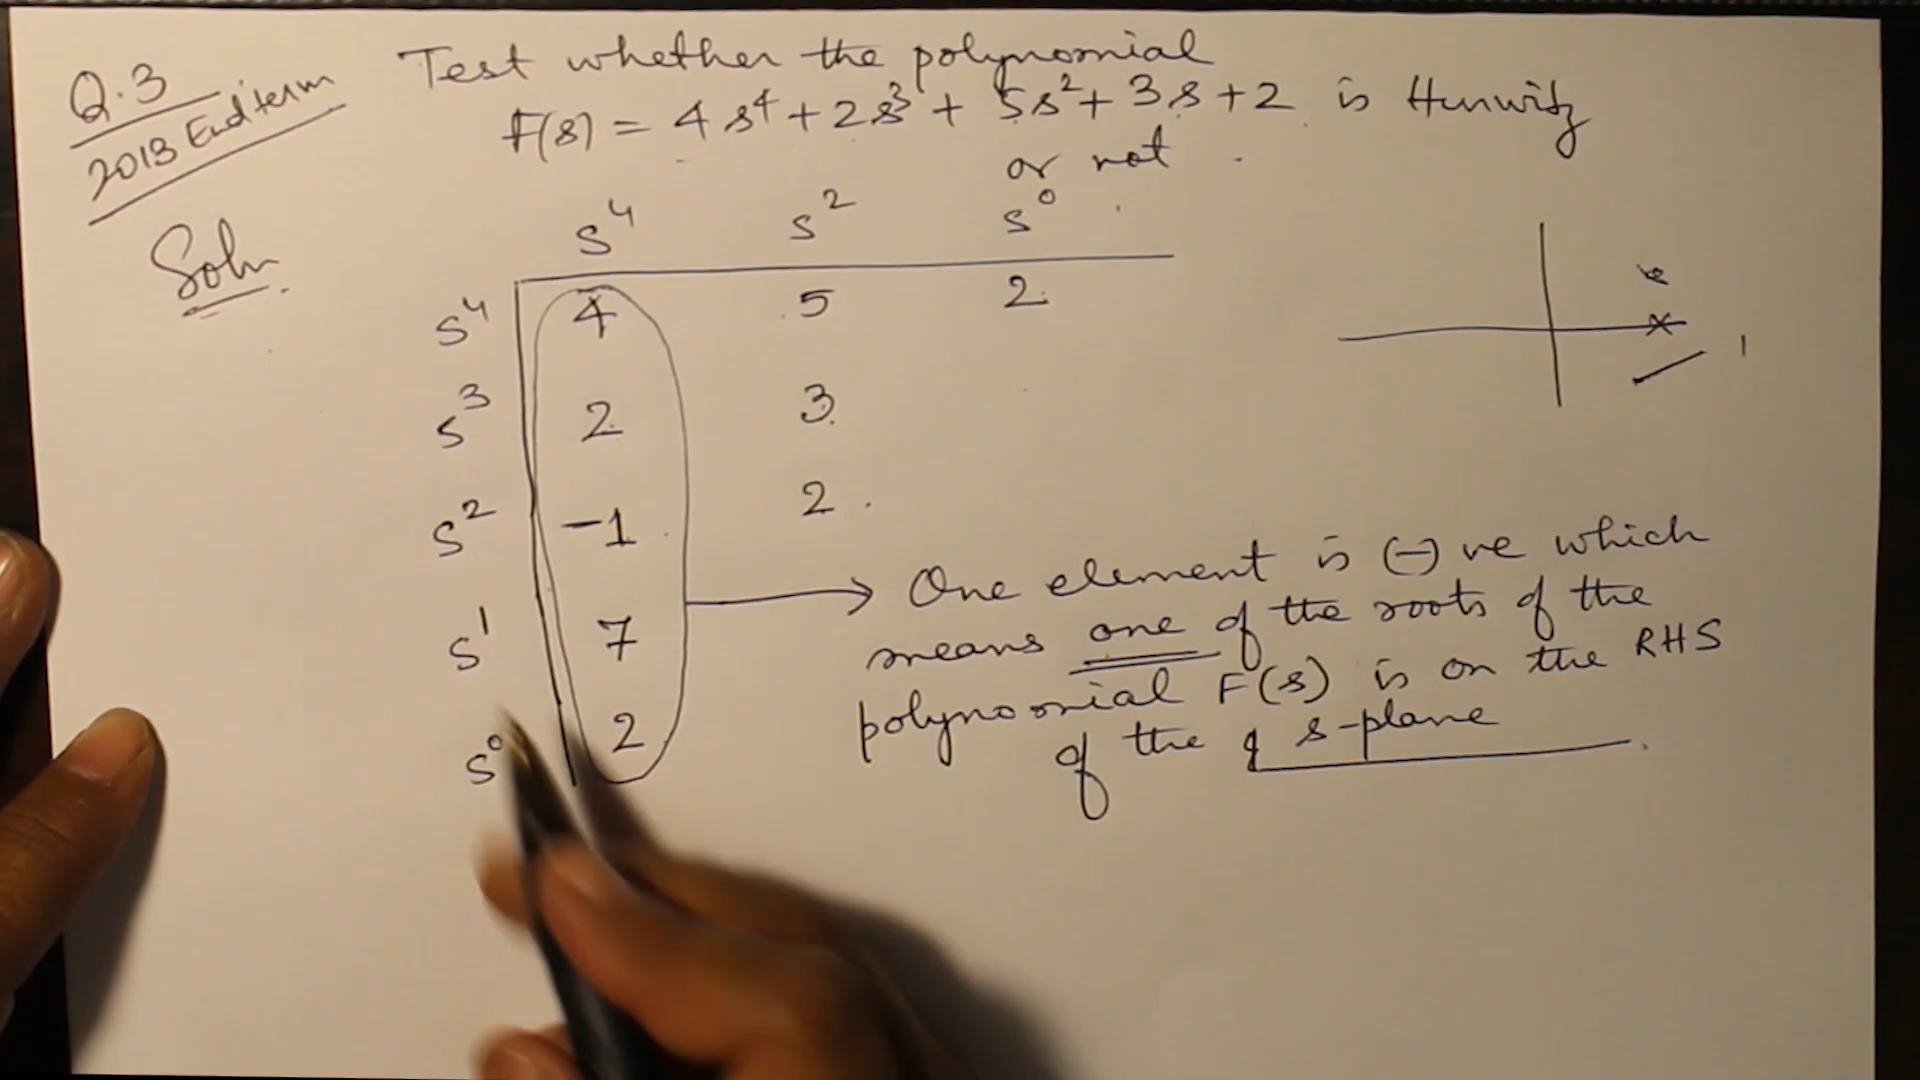 Q.3
2013 End term
Test whether the polynomial
F(s) = 4s⁴ + 2s³ + 5s² + 3s + 2 is Hurwitz
or not.
Soln.
s⁴ s² s⁰
s⁴ 4 5 2
s³ 2 3
s² -1 2
s¹ 7
s⁰ 2
One element is (-) ve which
means one of the roots of the
polynomial F(s) is on the RHS
of the s-plane